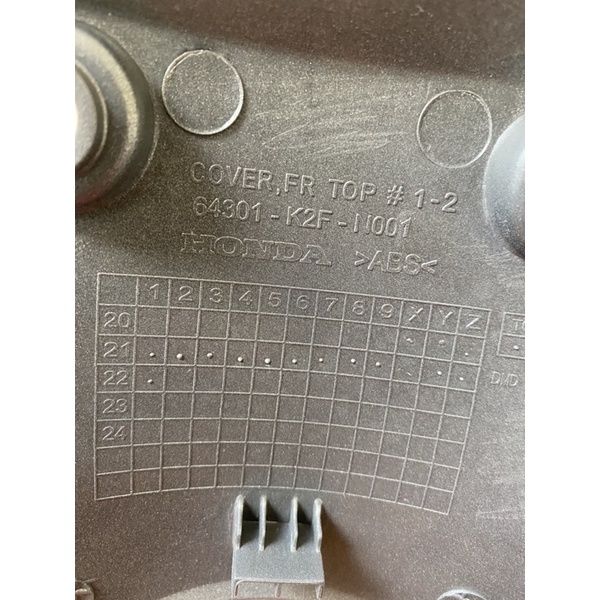 COVER,FR TOP # 1-2
64301-K2F-N001
HONDA >ABS<
1 2 3 4 5 6 7 8 9 X Y Z
20
21
22
23
24